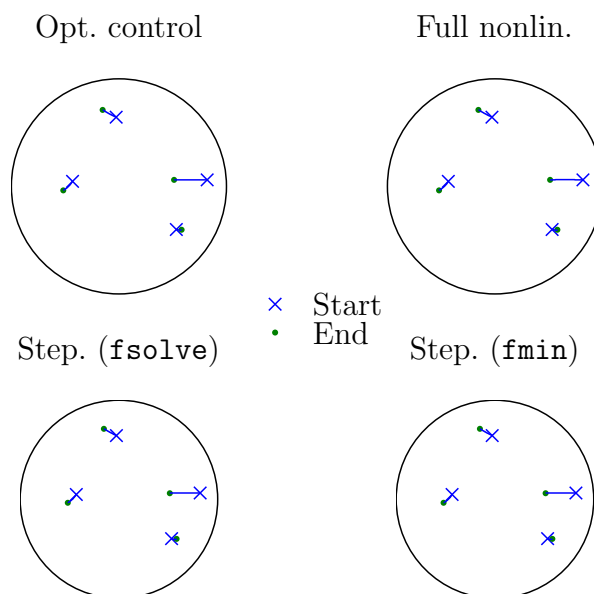 Opt. control
Full nonlin.
Start
End
Step. (fsolve)
Step. (fmin)